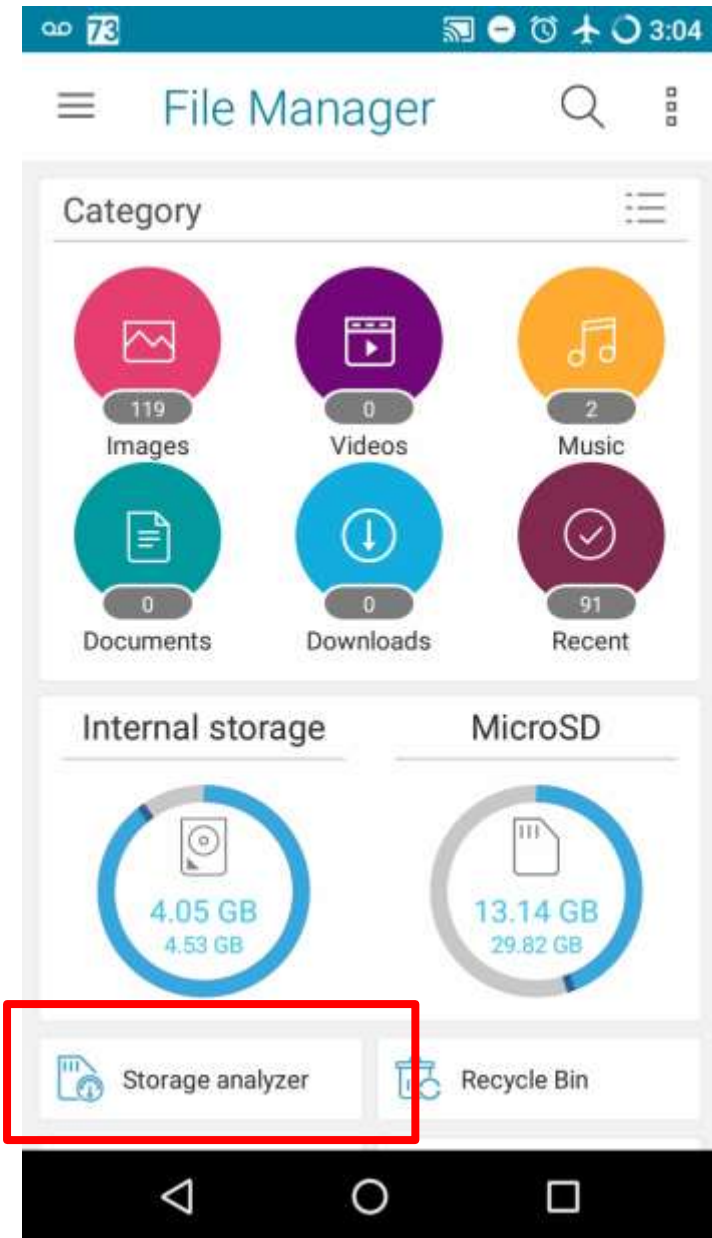 73 3:04
File Manager
Category
119 0 2
Images Videos Music
0 0 91
Documents Downloads Recent
Internal storage MicroSD
4.05 GB 13.14 GB
4.53 GB 29.82 GB
Storage analyzer Recycle Bin